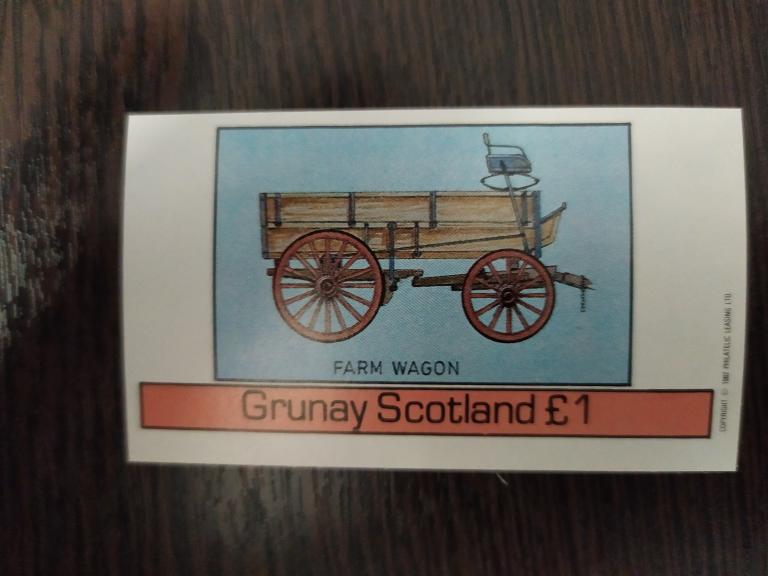 FARM WAGON
Grunay Scotland £1
COPYRIGHT © 1982 PHILATELIC LEASING LTD.